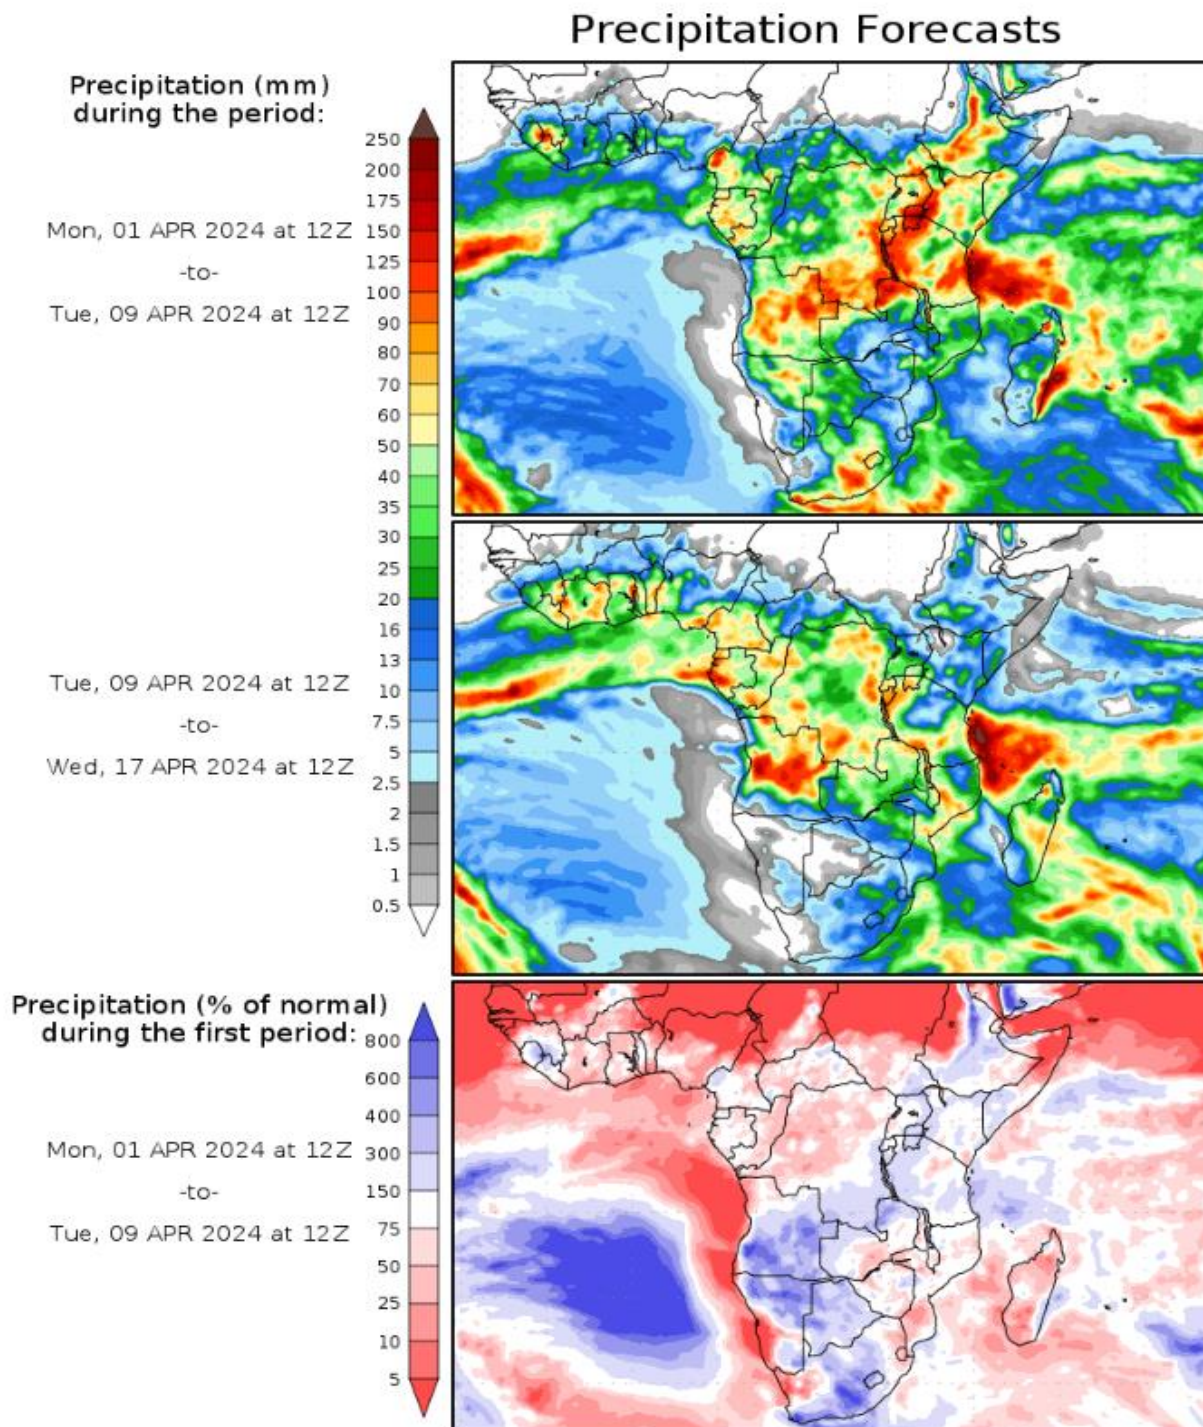 Precipitation Forecasts
Precipitation (mm)
during the period:
250
200
175
150
125
100
90
80
70
60
50
40
35
30
25
20
16
13
10
7.5
5
2.5
2
1.5
1
0.5
Mon, 01 APR 2024 at 12Z
-to-
Tue, 09 APR 2024 at 12Z
Tue, 09 APR 2024 at 12Z
-to-
Wed, 17 APR 2024 at 12Z
Precipitation (% of normal)
during the first period:
800
600
400
300
150
75
50
25
10
5
Mon, 01 APR 2024 at 12Z
-to-
Tue, 09 APR 2024 at 12Z